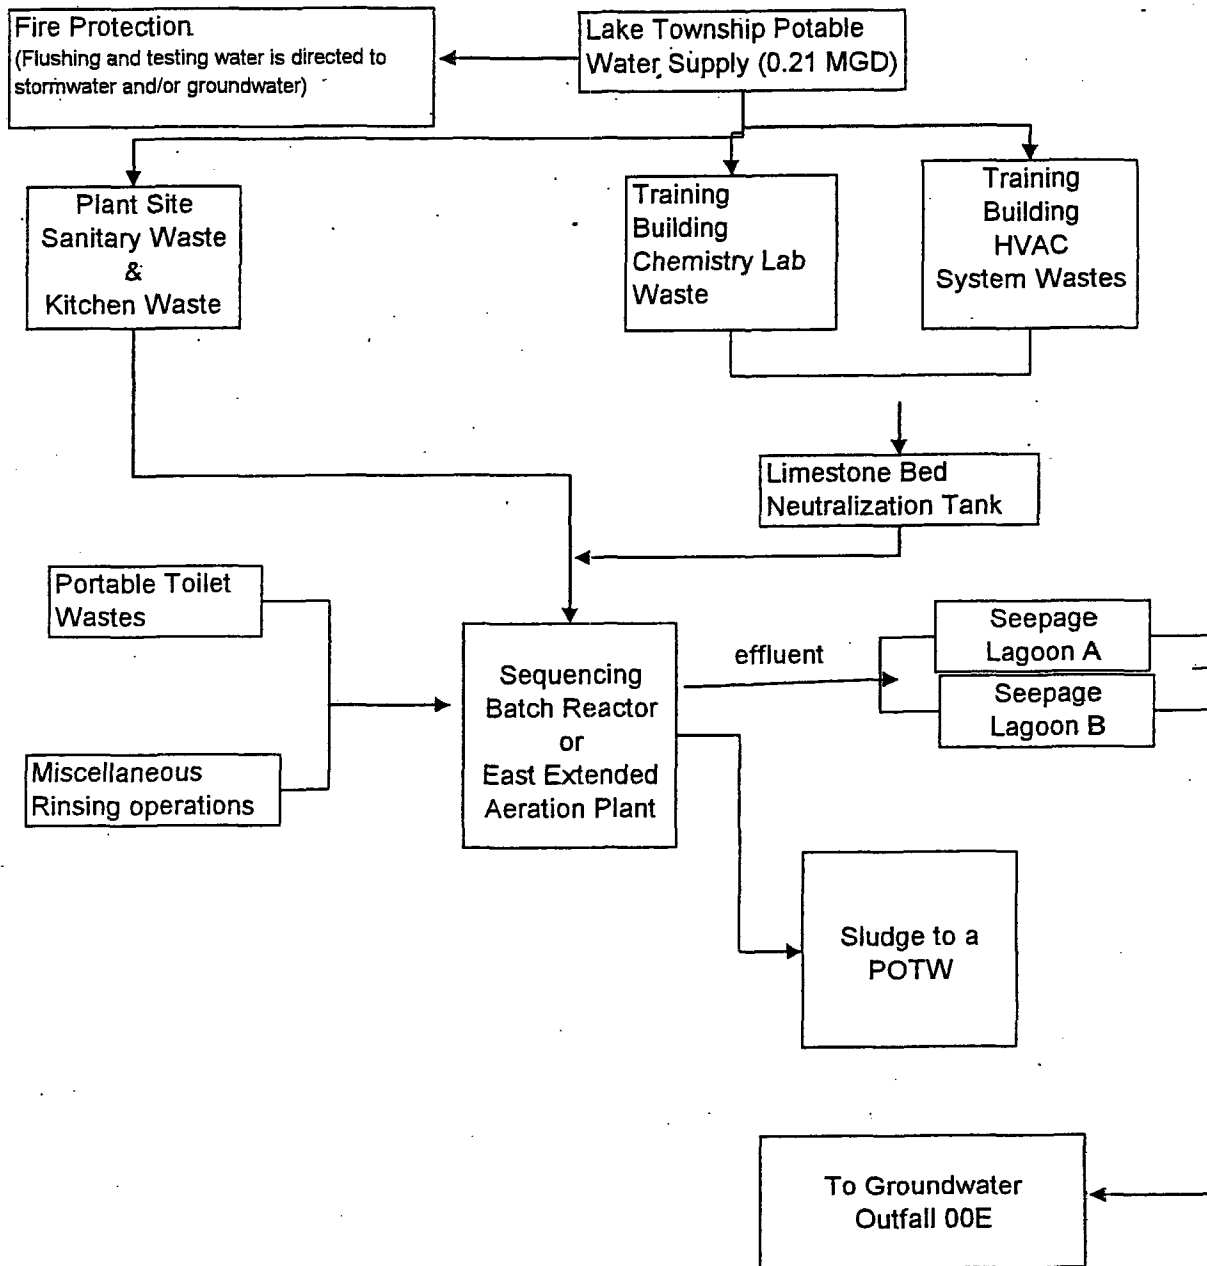 Fire Protection
(Flushing and testing water is directed to
stormwater and/or groundwater)
Lake Township Potable
Water Supply (0.21 MGD)
Plant Site
Sanitary Waste
&
Kitchen Waste
Training
Building
Chemistry Lab
Waste
Training
Building
HVAC
System Wastes
Limestone Bed
Neutralization Tank
Portable Toilet
Wastes
Miscellaneous
Rinsing operations
Sequencing
Batch Reactor
or
East Extended
Aeration Plant
effluent
Seepage
Lagoon A
Seepage
Lagoon B
Sludge to a
POTW
To Groundwater
Outfall 00E